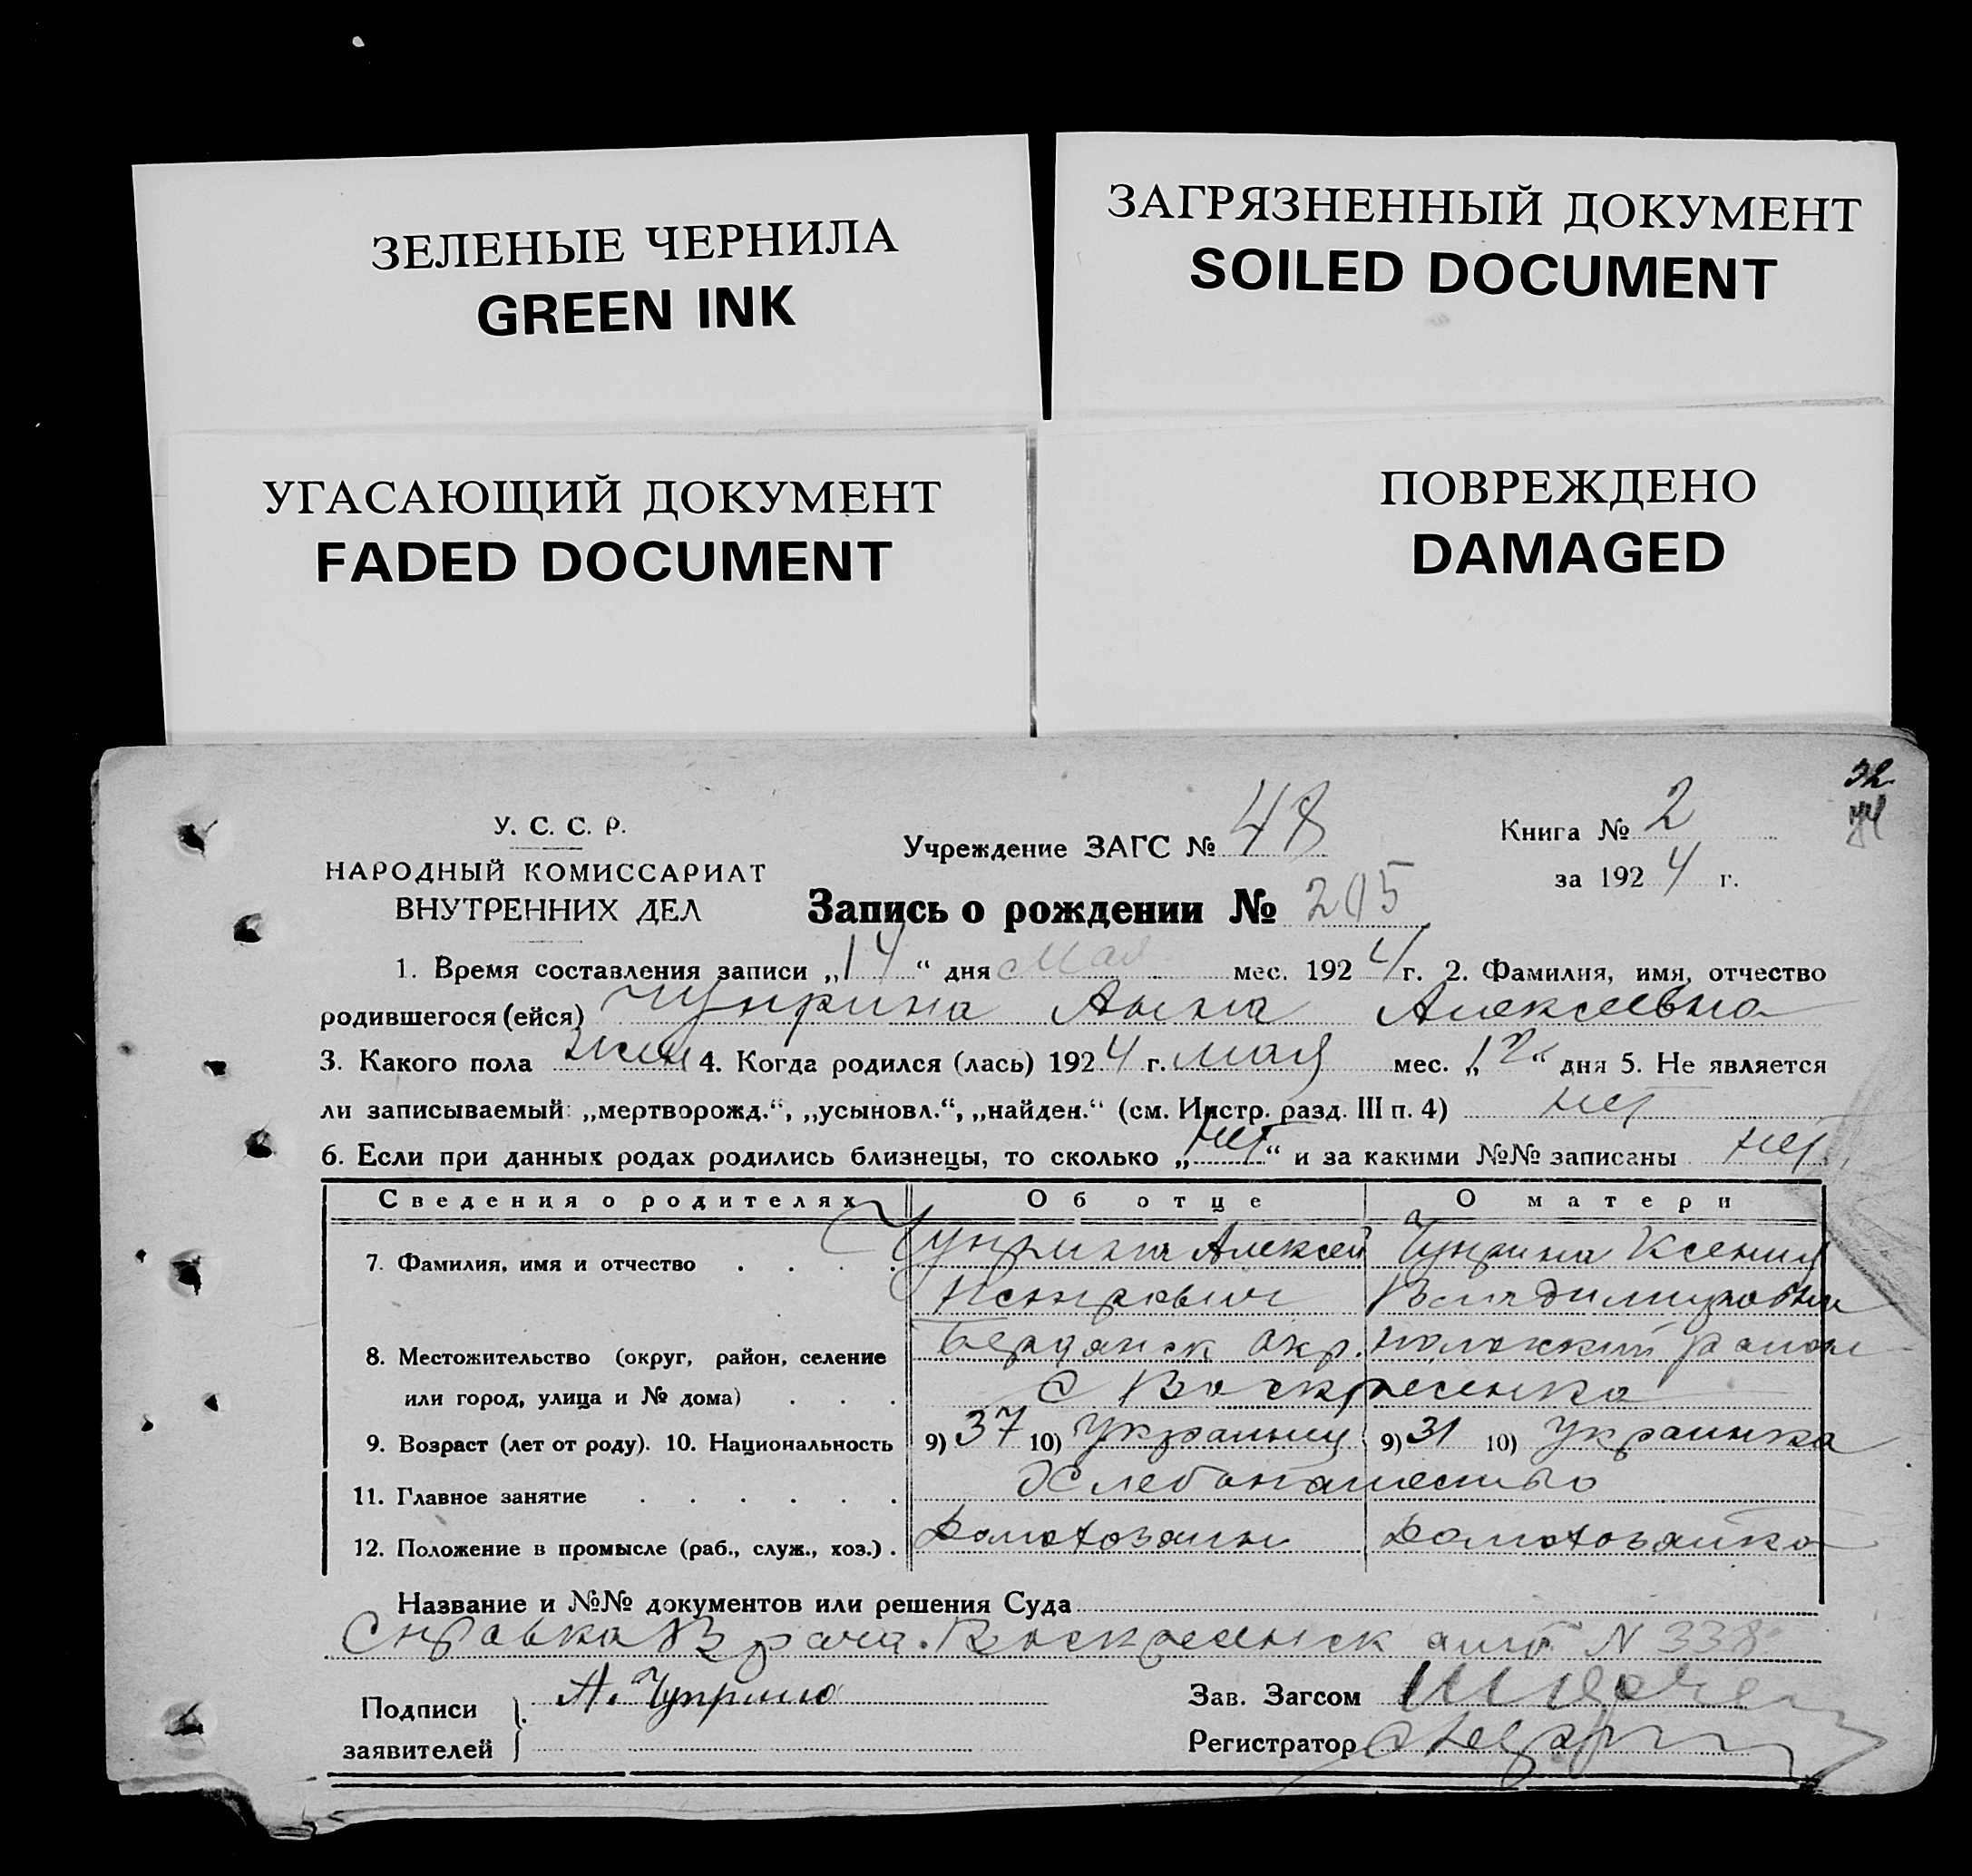 ЗЕЛЕНЫЕ ЧЕРНИЛА
GREEN INK
ЗАГРЯЗНЕННЫЙ ДОКУМЕНТ
SOILED DOCUMENT
УГАСАЮЩИЙ ДОКУМЕНТ
FADED DOCUMENT
ПОВРЕЖДЕНО
DAMAGED
У. С. С. Р.
НАРОДНЫЙ КОМИССАРИАТ
ВНУТРЕННИХ ДЕЛ
Учреждение ЗАГС № 48
Книга № 2
за 1924 г.
Запись о рождении № 205
1. Время составления записи „14“ дня Мая мес. 1924 г. 2. Фамилия, имя, отчество
родившегося (ейся) Чуприна Анна Алексеевна
3. Какого пола жен 4. Когда родился (лась) 1924 г. мая мес. „12“ дня 5. Не является
ли записываемый: „мертворожд.“, „усыновл.“, „найден.“ (см. Инстр. разд. III п. 4) нет
6. Если при данных родах родились близнецы, то сколько „нет“ и за какими №№ записаны нет
Сведения о родителях Об отце О матери
7. Фамилия, имя и отчество . . . . Чуприна Алексей Чуприна Ксения
Владимировна
8. Местожительство (округ, район, селение Бердянск окр. район
или город, улица и № дома) . . . С Воскресенка
9. Возраст (лет от роду). 10. Национальность 9) 37 10) Украинец 9) 31 10) Украинка
11. Главное занятие . . . . . . Хлебопашество
12. Положение в промысле (раб., служ., хоз.) . Домохозяин Домохозяйка
Название и №№ документов или решения Суда
Справка Врача. Воскресенск амб N 338
Подписи
заявителей
А. Чуприно
Зав. Загсом
Регистратор